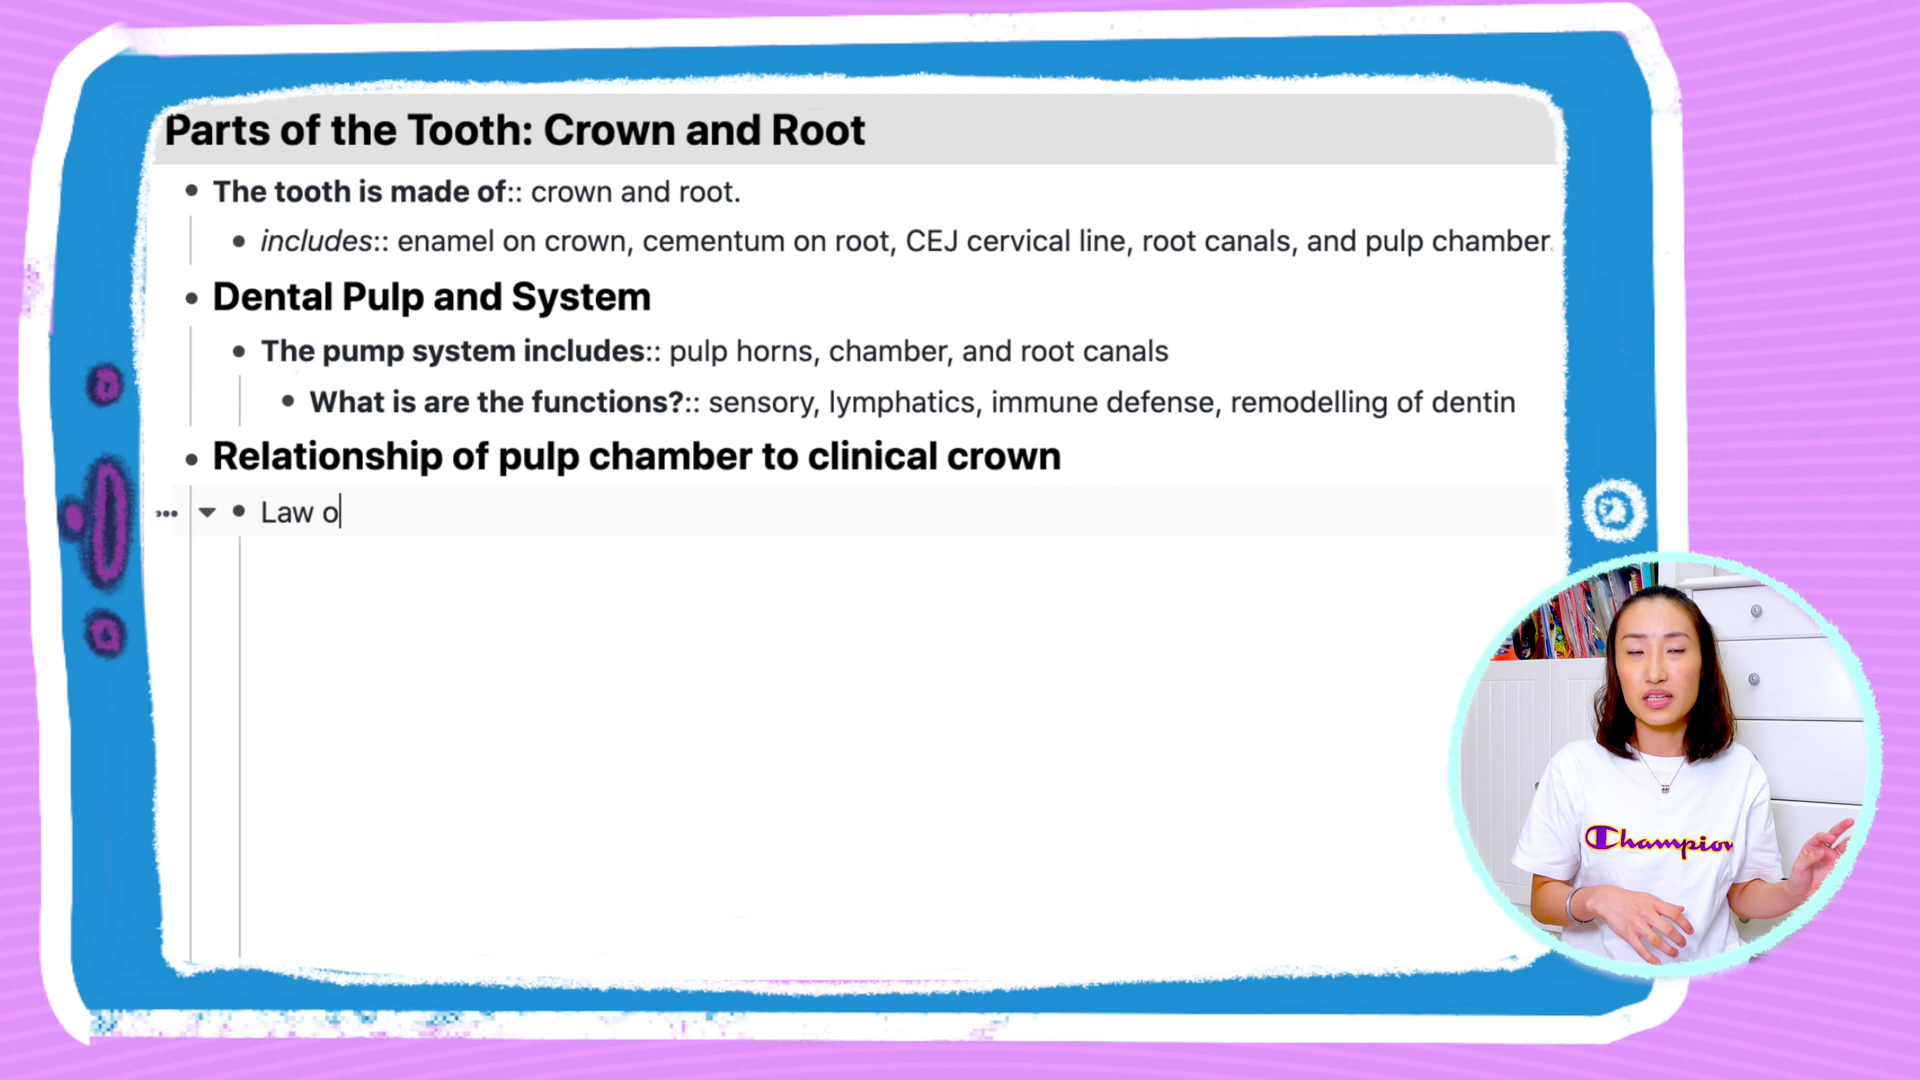 Parts of the Tooth: Crown and Root
The tooth is made of:: crown and root.
includes:: enamel on crown, cementum on root, CEJ cervical line, root canals, and pulp chamber
Dental Pulp and System
The pump system includes:: pulp horns, chamber, and root canals
What is are the functions?:: sensory, lymphatics, immune defense, remodelling of dentin
Relationship of pulp chamber to clinical crown
Law o
Champion